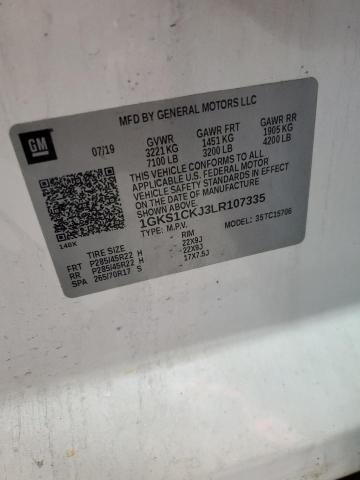 MFD BY GENERAL MOTORS LLC
GM
07/19 GVWR GAWR FRT GAWR RR
3221 KG 1451 KG 1905 KG
7100 LB 3200 LB 4200 LB
THIS VEHICLE CONFORMS TO ALL
APPLICABLE U.S. FEDERAL MOTOR
VEHICLE SAFETY STANDARDS IN EFFECT
ON THE DATE OF MANUFACTURE
SHOWN ABOVE.
1GKS1CKJ3LR107335
TYPE: M.P.V. MODEL: 35TC15706
140X
TIRE SIZE RIM
FRT P285/45R22 H 22X9J
RR P285/45R22 H 22X9J
SPA 265/70R17 S 17X7.5J